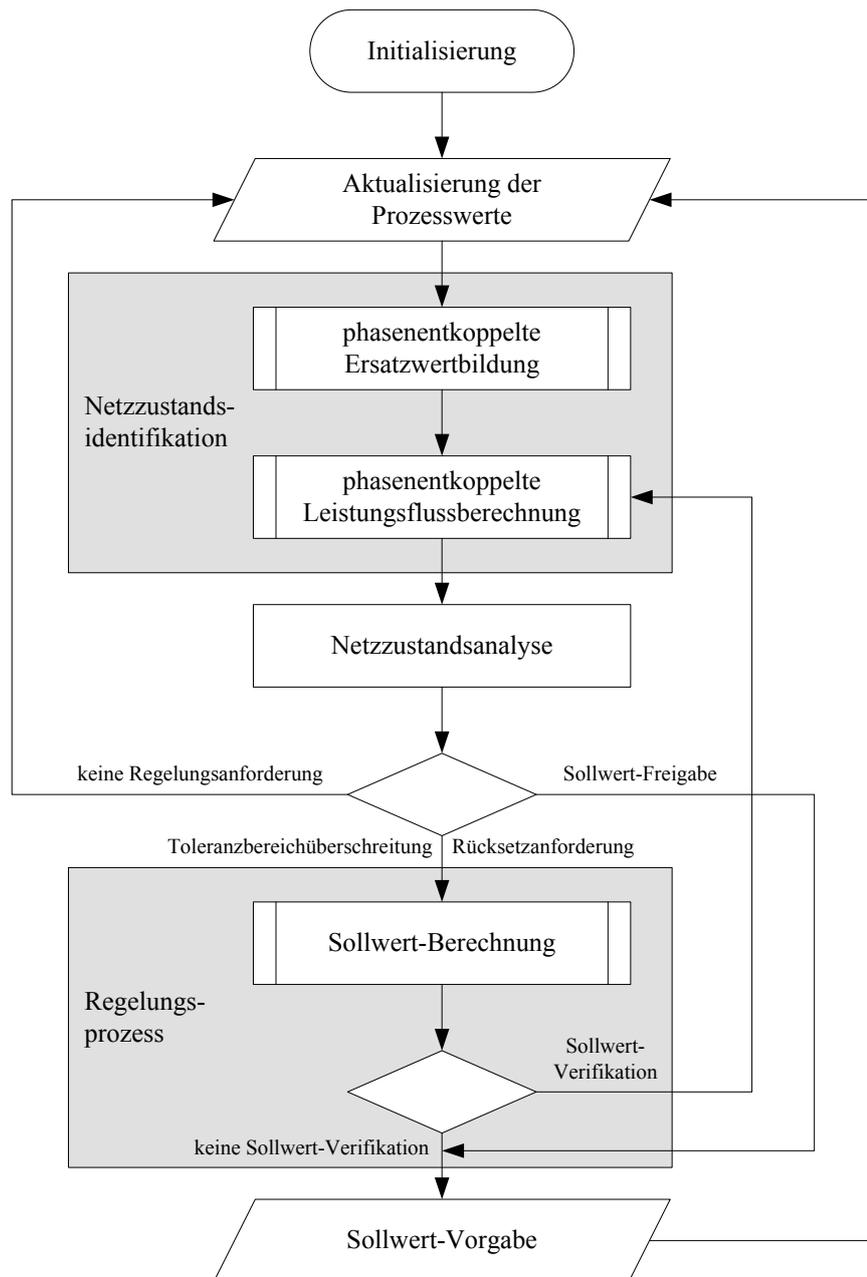 Initialisierung
Aktualisierung der
Prozesswerte
phasenentkoppelte
Ersatzwertbildung
Netzzustands-
identifikation
phasenentkoppelte
Leistungsflussberechnung
Netzzustandsanalyse
keine Regelungsanforderung
Sollwert-Freigabe
Toleranzbereichüberschreitung
Rücksetzanforderung
Sollwert-Berechnung
Regelungs-
prozess
Sollwert-
Verifikation
keine Sollwert-Verifikation
Sollwert-Vorgabe